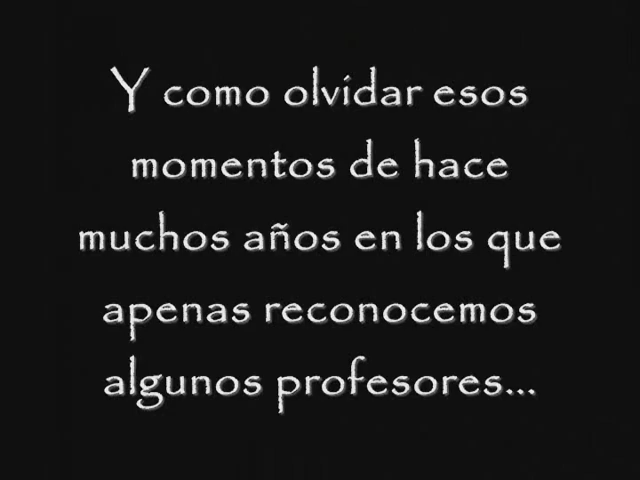 Y como olvidar esos
momentos de hace
muchos años en los que
apenas reconocemos
algunos profesores...